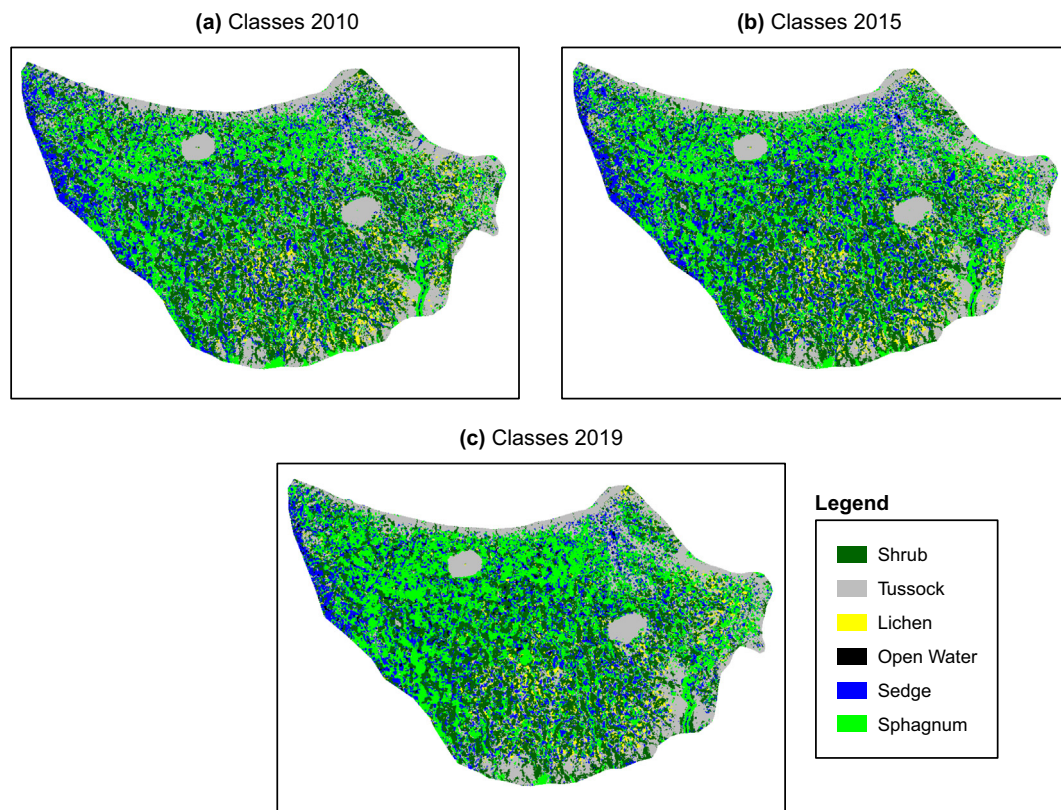 (a) Classes 2010
(b) Classes 2015
(c) Classes 2019
Legend
Shrub
Tussock
Lichen
Open Water
Sedge
Sphagnum